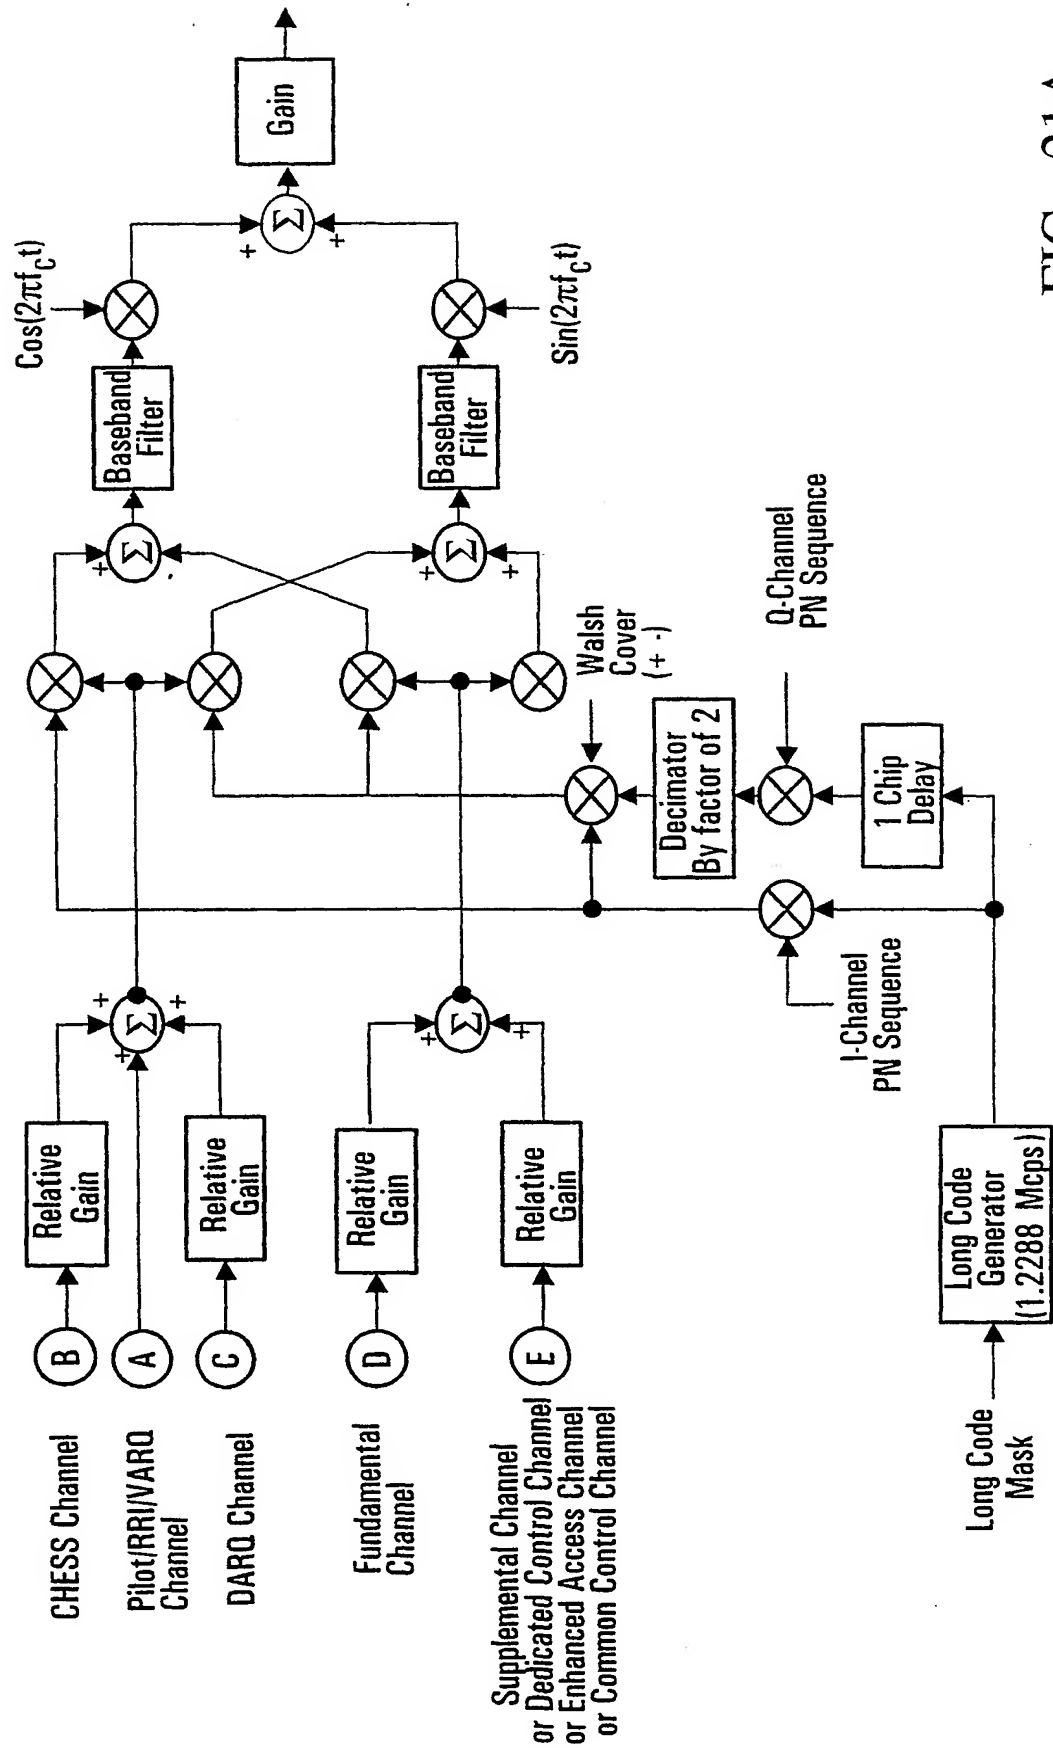 CHESS Channel
B
Relative
Gain
Pilot/RRI/VARQ
Channel
A
DARQ Channel
C
Relative
Gain
Fundamental
Channel
D
Relative
Gain
Supplemental Channel
or Dedicated Control Channel
or Enhanced Access Channel
or Common Control Channel
E
Relative
Gain
+
+
+
Σ
+
+
Σ
Long Code
Mask
Long Code
Generator
(1.2288 Mcps)
I-Channel
PN Sequence
1 Chip
Delay
Q-Channel
PN Sequence
Decimator
By factor of 2
Walsh
Cover
(+ -)
+
Σ
+
+
Σ
Baseband
Filter
Baseband
Filter
Cos(2πfCt)
Sin(2πfCt)
+
+
Σ
Gain